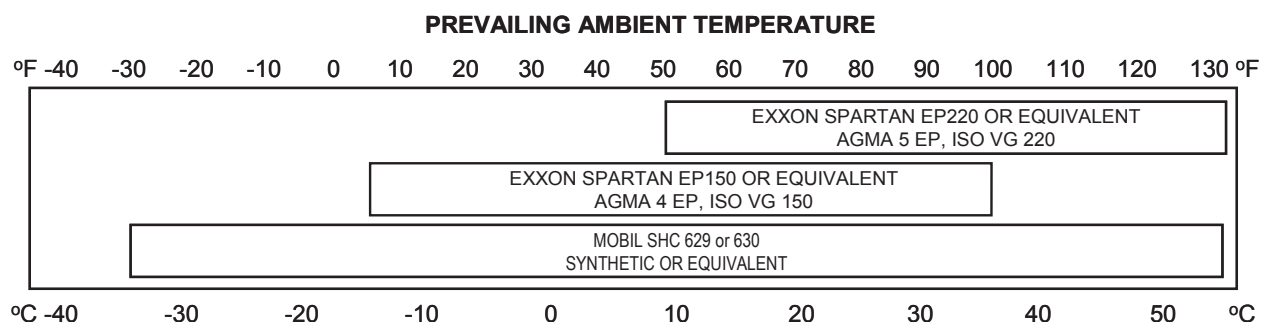 PREVAILING AMBIENT TEMPERATURE
ºF -40 -30 -20 -10 0 10 20 30 40 50 60 70 80 90 100 110 120 130 ºF
EXXON SPARTAN EP220 OR EQUIVALENT
AGMA 5 EP, ISO VG 220
EXXON SPARTAN EP150 OR EQUIVALENT
AGMA 4 EP, ISO VG 150
MOBIL SHC 629 or 630
SYNTHETIC OR EQUIVALENT
ºC -40 -30 -20 -10 0 10 20 30 40 50 ºC